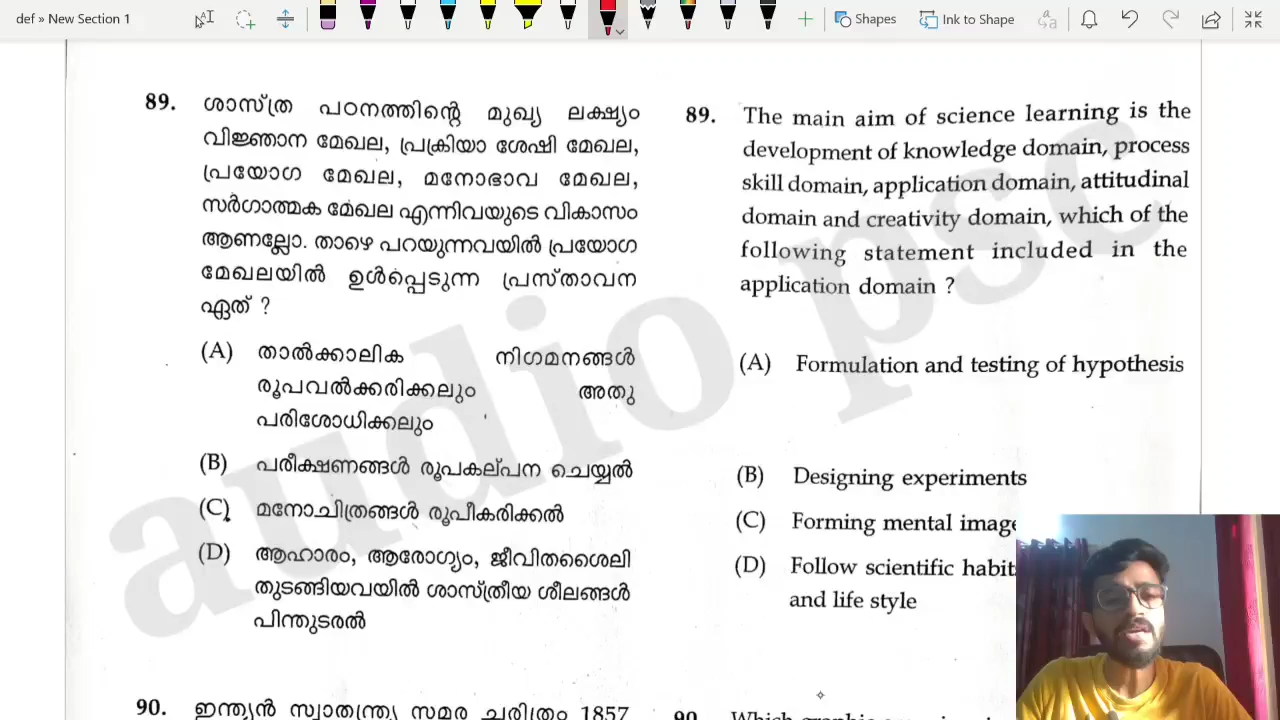 def » New Section 1
Shapes
Ink to Shape
89. ശാസ്ത്ര പഠനത്തിന്റെ മുഖ്യ ലക്ഷ്യം
വിജ്ഞാന മേഖല, പ്രക്രിയാ ശേഷി മേഖല,
പ്രയോഗ മേഖല, മനോഭാവ മേഖല,
സർഗാത്മക മേഖല എന്നിവയുടെ വികാസം
ആണല്ലോ. താഴെ പറയുന്നവയിൽ പ്രയോഗ
മേഖലയിൽ ഉൾപ്പെടുന്ന പ്രസ്താവന
ഏത് ?
(A) താൽക്കാലിക നിഗമനങ്ങൾ
രൂപവൽക്കരിക്കലും അതു
പരിശോധിക്കലും
(B) പരീക്ഷണങ്ങൾ രൂപകല്പന ചെയ്യൽ
(C) മനോചിത്രങ്ങൾ രൂപീകരിക്കൽ
(D) ആഹാരം, ആരോഗ്യം, ജീവിതശൈലി
തുടങ്ങിയവയിൽ ശാസ്ത്രീയ ശീലങ്ങൾ
പിന്തുടരൽ
90. ഇന്ത്യൻ സ്വാതന്ത്ര്യ സമര ചരിത്രം 1857
89. The main aim of science learning is the
development of knowledge domain, process
skill domain, application domain, attitudinal
domain and creativity domain, which of the
following statement included in the
application domain ?
(A) Formulation and testing of hypothesis
(B) Designing experiments
(C) Forming mental image
(D) Follow scientific habit
and life style
90. Which graphic
audio psc